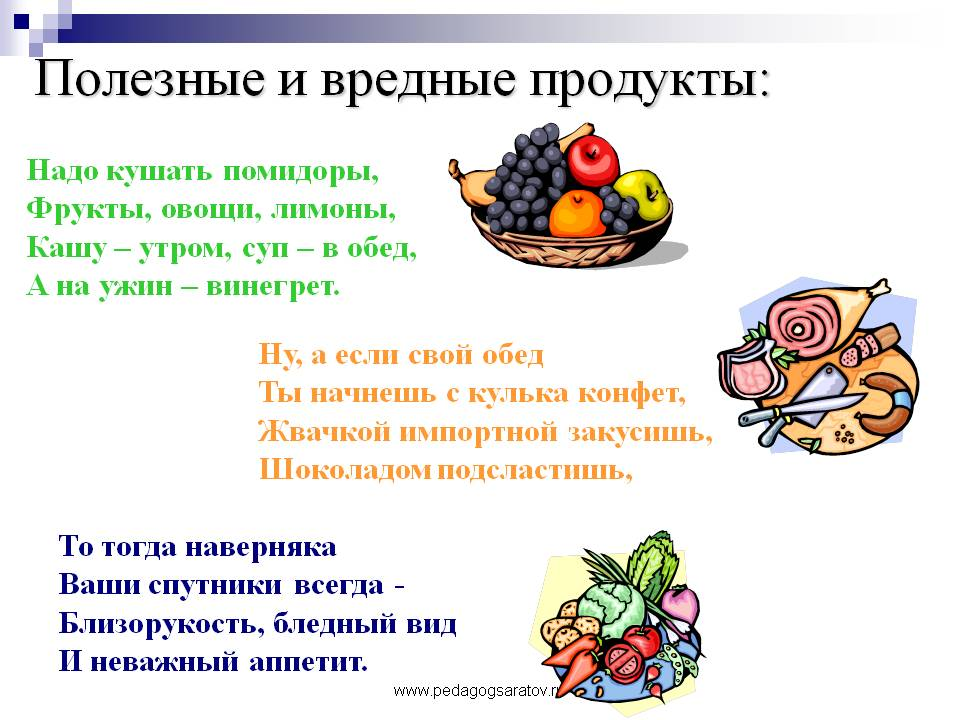 Полезные и вредные продукты:
Надо кушать помидоры,
Фрукты, овощи, лимоны,
Кашу – утром, суп – в обед,
А на ужин – винегрет.
Ну, а если свой обед
Ты начнешь с кулька конфет,
Жвачкой импортной закусишь,
Шоколадом подсластишь,
То тогда наверняка
Ваши спутники всегда -
Близорукость, бледный вид
И неважный аппетит.
www.pedagogsaratov.r